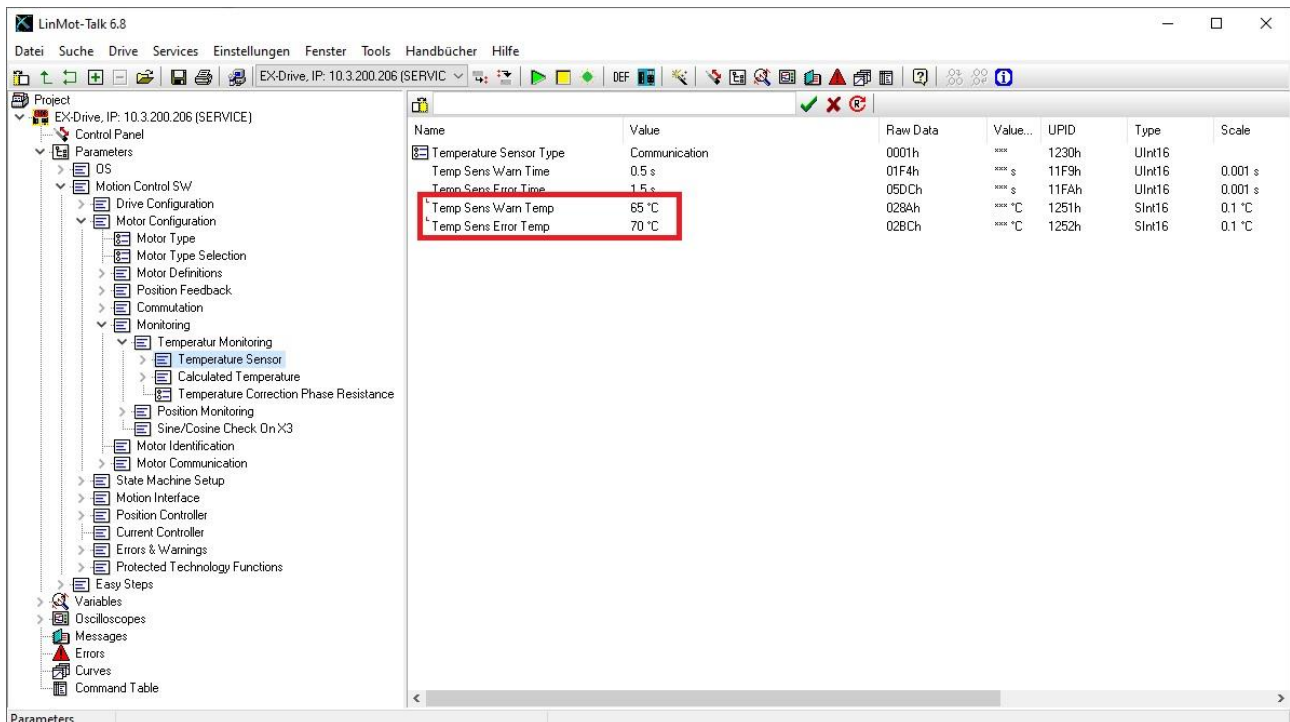 LinMot-Talk 6.8
Datei Suche Drive Services Einstellungen Fenster Tools Handbücher Hilfe
EX-Drive, IP: 10.3.200.206 (SERVIC DEF
Project
EX-Drive, IP: 10.3.200.206 (SERVICE)
Control Panel
Parameters
OS
Motion Control SW
Drive Configuration
Motor Configuration
Motor Type
Motor Type Selection
Motor Definitions
Position Feedback
Commutation
Monitoring
Temperatur Monitoring
Temperature Sensor
Calculated Temperature
Temperature Correction Phase Resistance
Position Monitoring
Sine/Cosine Check On X3
Motor Identification
Motor Communication
State Machine Setup
Motion Interface
Position Controller
Current Controller
Errors & Warnings
Protected Technology Functions
Easy Steps
Variables
Oscilloscopes
Messages
Errors
Curves
Command Table
Name Value Raw Data Value... UPID Type Scale
Temperature Sensor Type Communication 0001h *** 1230h UInt16
Temp Sens Warn Time 0.5 s 01F4h *** s 11F9h UInt16 0.001 s
Temp Sens Error Time 1.5 s 05DCh *** s 11FAh UInt16 0.001 s
Temp Sens Warn Temp 65 °C 028Ah *** °C 1251h SInt16 0.1 °C
Temp Sens Error Temp 70 °C 02BCh *** °C 1252h SInt16 0.1 °C
Parameters